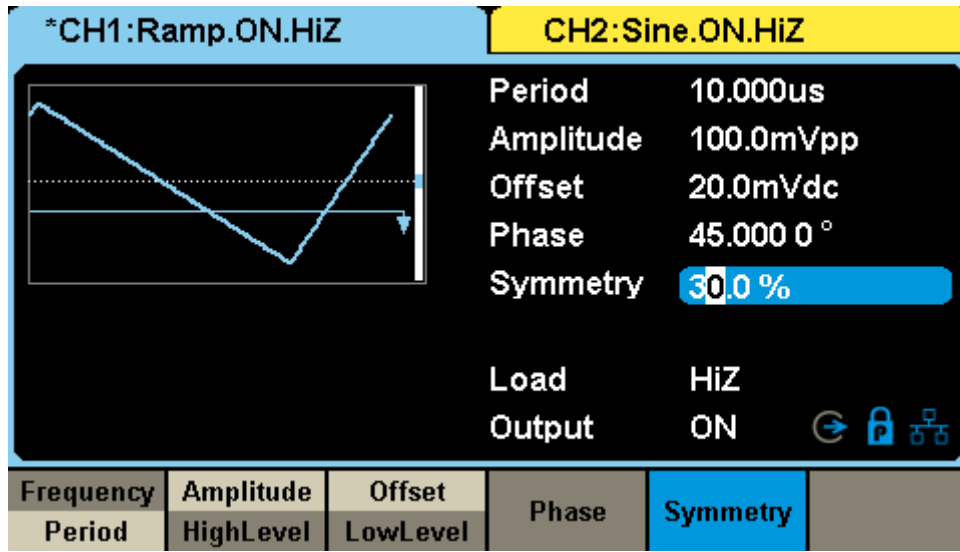 *CH1:Ramp.ON.HiZ
CH2:Sine.ON.HiZ
Period 10.000us
Amplitude 100.0mVpp
Offset 20.0mVdc
Phase 45.000 0 °
Symmetry 30.0 %
Load HiZ
Output ON
P
Frequency Amplitude Offset Phase Symmetry
Period HighLevel LowLevel